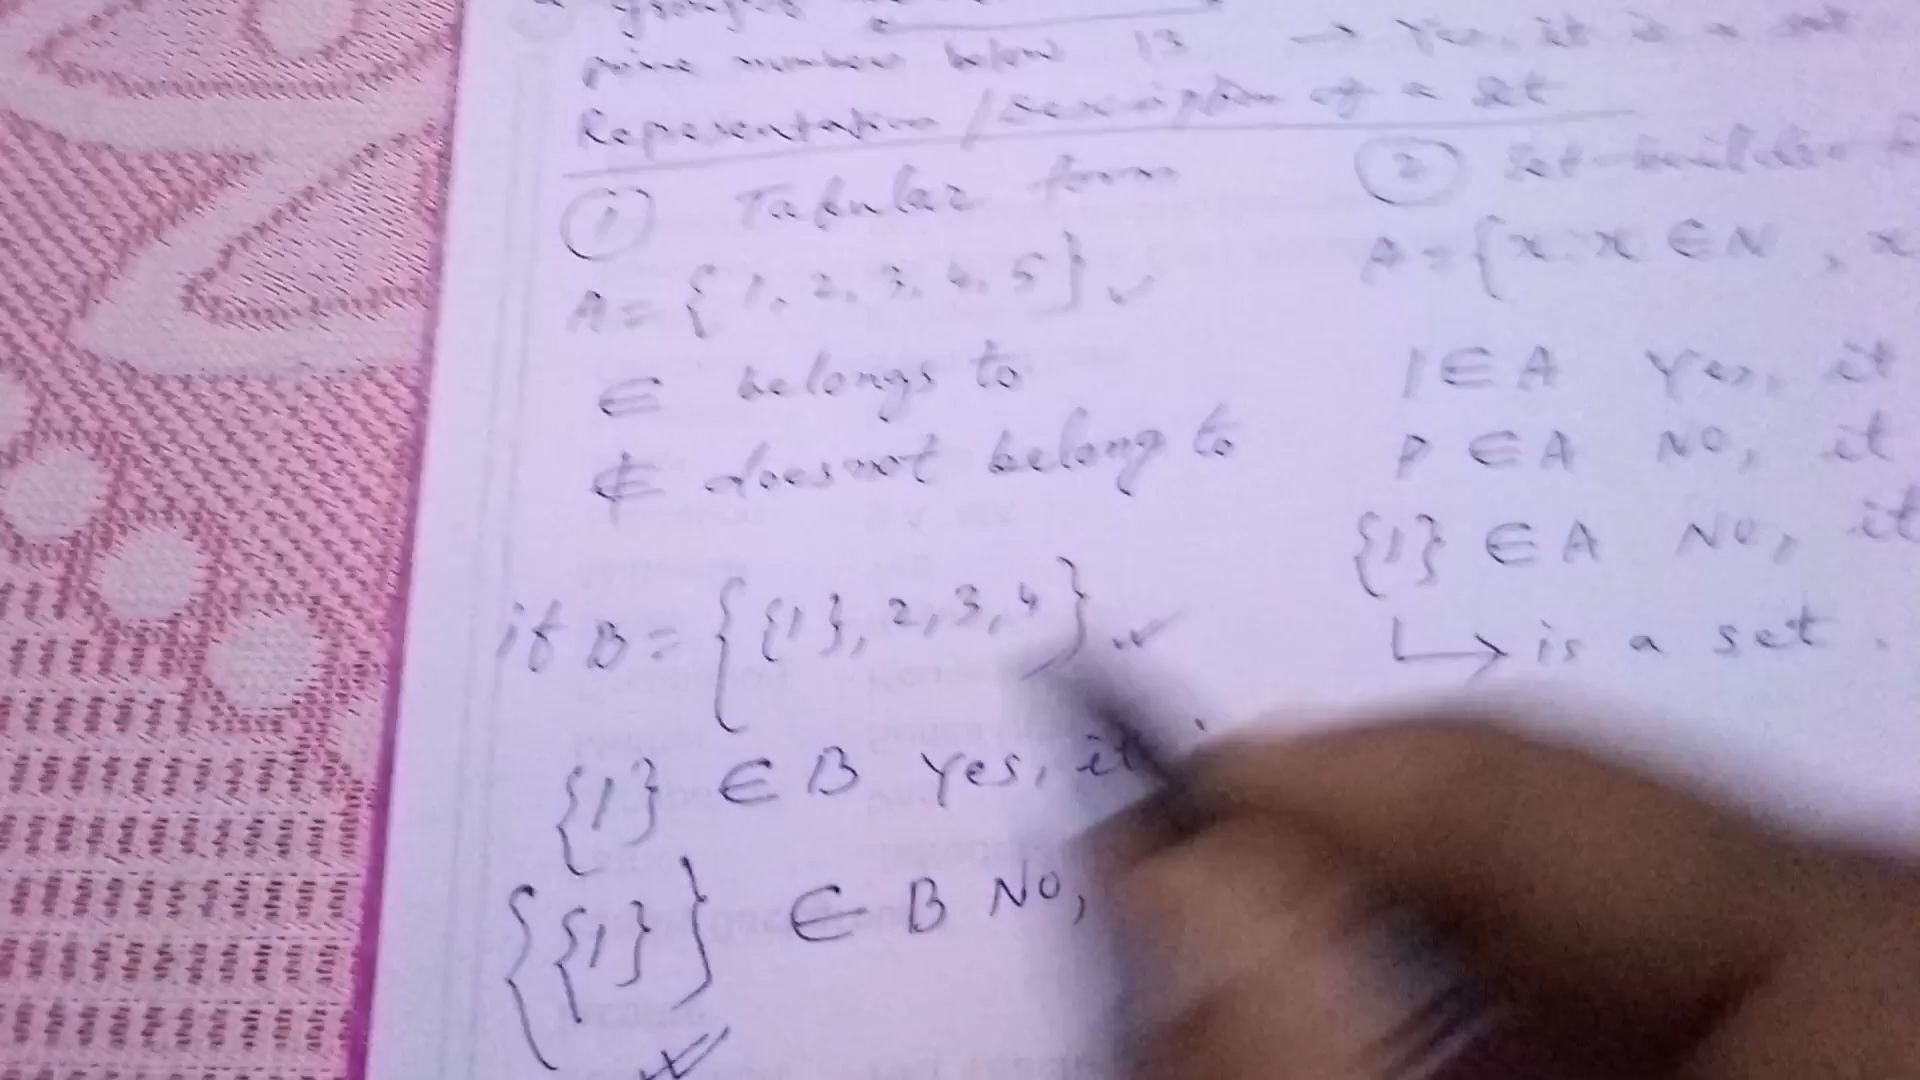 prime numbers below 13 → Yes, it is a set
Representation / Description of a set
① Tabular form
A = { 1, 2, 3, 4, 5 } ✓
∈ belongs to
∉ does not belong to
if B = { {1}, 2, 3, 4 } ✓
{1} ∈ B Yes, it
{{1}} ∈ B NO,
② Set-builder
A = { x : x ∈ N , x
1 ∈ A Yes, it
P ∈ A NO, it
{1} ∈ A NO, it
↳ is a set.